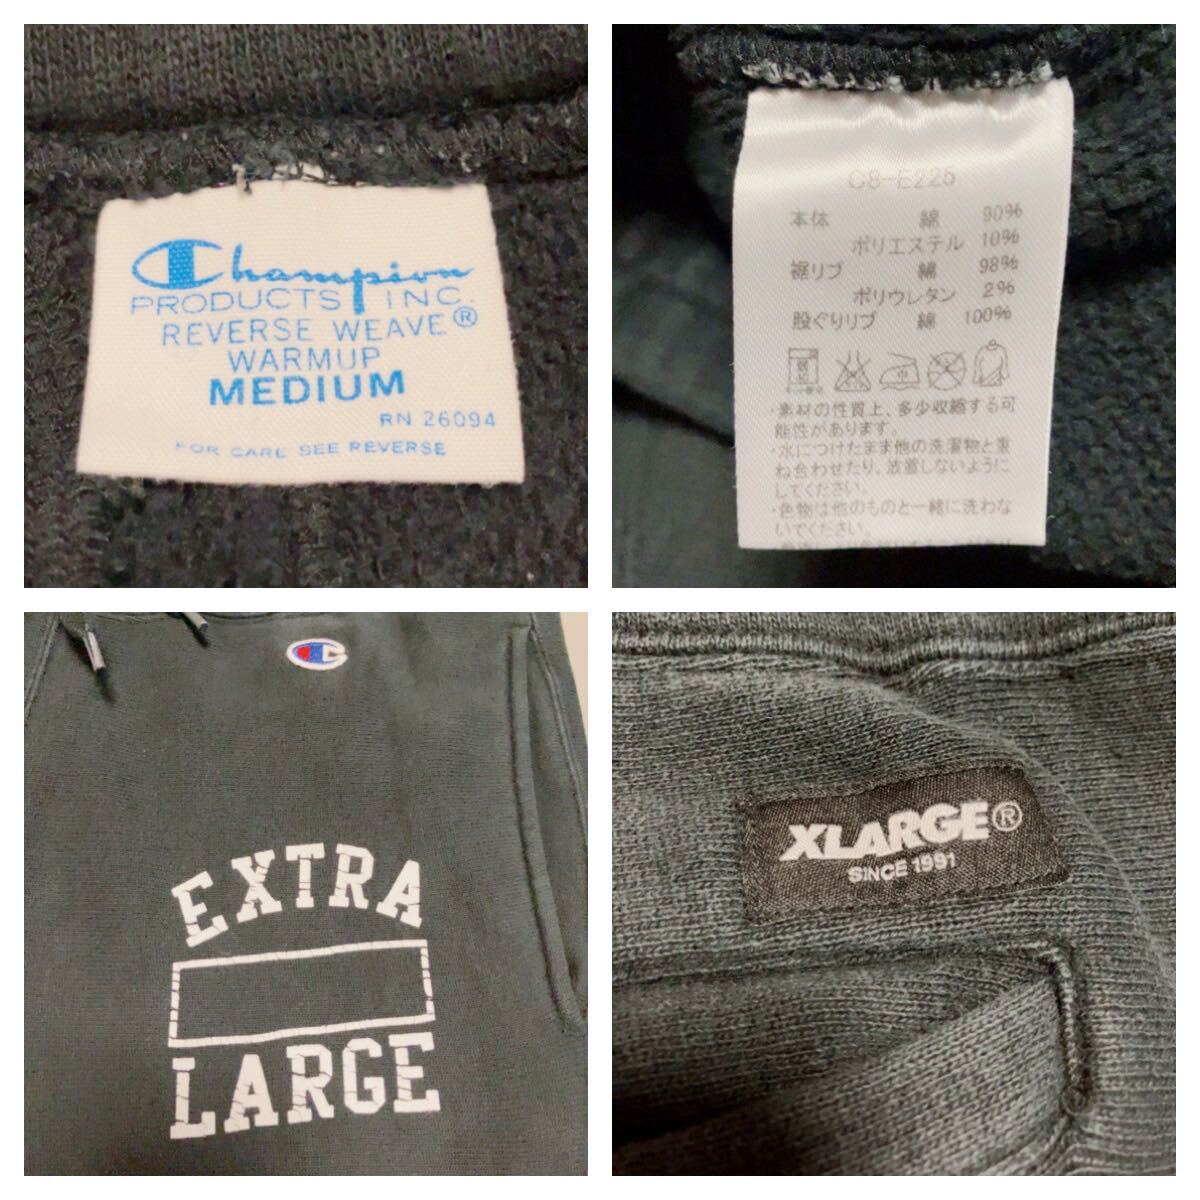 Champion
PRODUCTS INC.
REVERSE WEAVE®
WARMUP
MEDIUM
RN 26094
FOR CARE SEE REVERSE
C8-E225
本体 綿 90%
ポリエステル 10%
裾リブ 綿 98%
ポリウレタン 2%
股ぐりリブ 綿 100%
・素材の性質上、多少収縮する可
能性があります。
・水につけたまま他の洗濯物と重
ね合わせたり、放置しないように
してください。
・色物は他のものと一緒に洗わな
いでください。
C
EXTRA
LARGE
XLARGE®
SINCE 1991